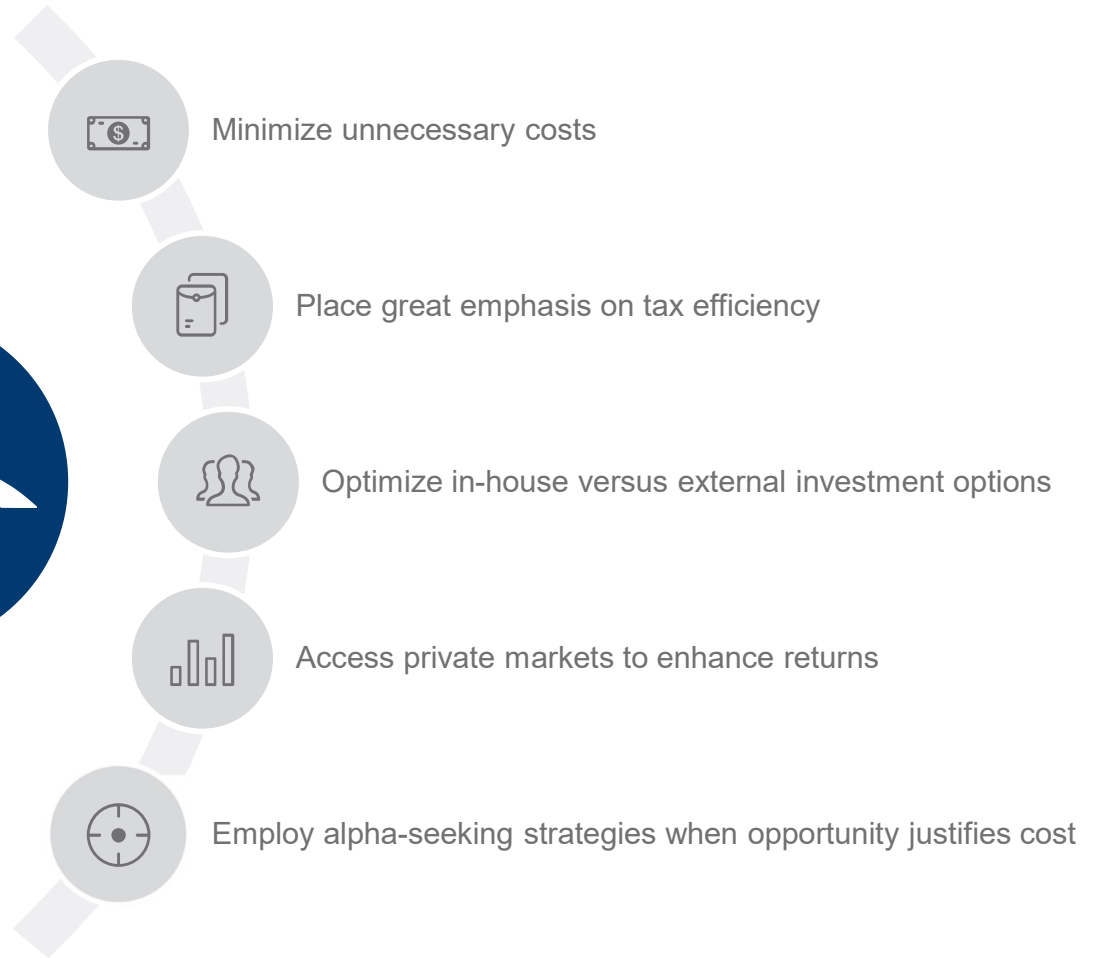 $
Minimize unnecessary costs
Place great emphasis on tax efficiency
Optimize in-house versus external investment options
Access private markets to enhance returns
Employ alpha-seeking strategies when opportunity justifies cost